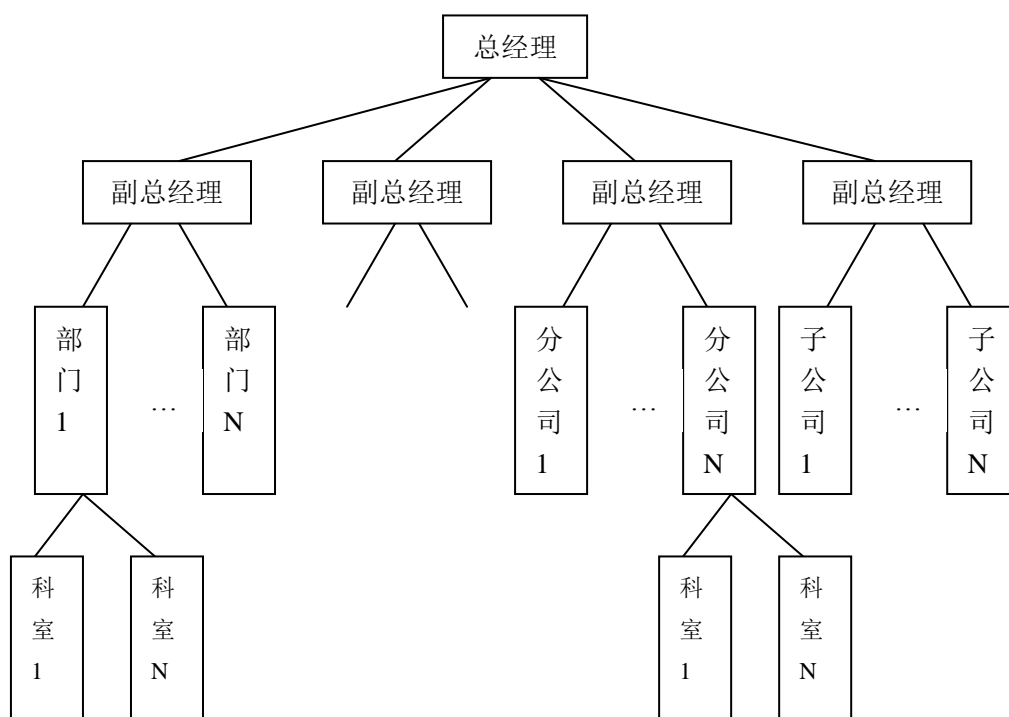 总经理
副总经理
副总经理
副总经理
副总经理
部门1
…
部门N
分公司1
…
分公司N
子公司1
…
子公司N
科室1
科室N
科室1
科室N